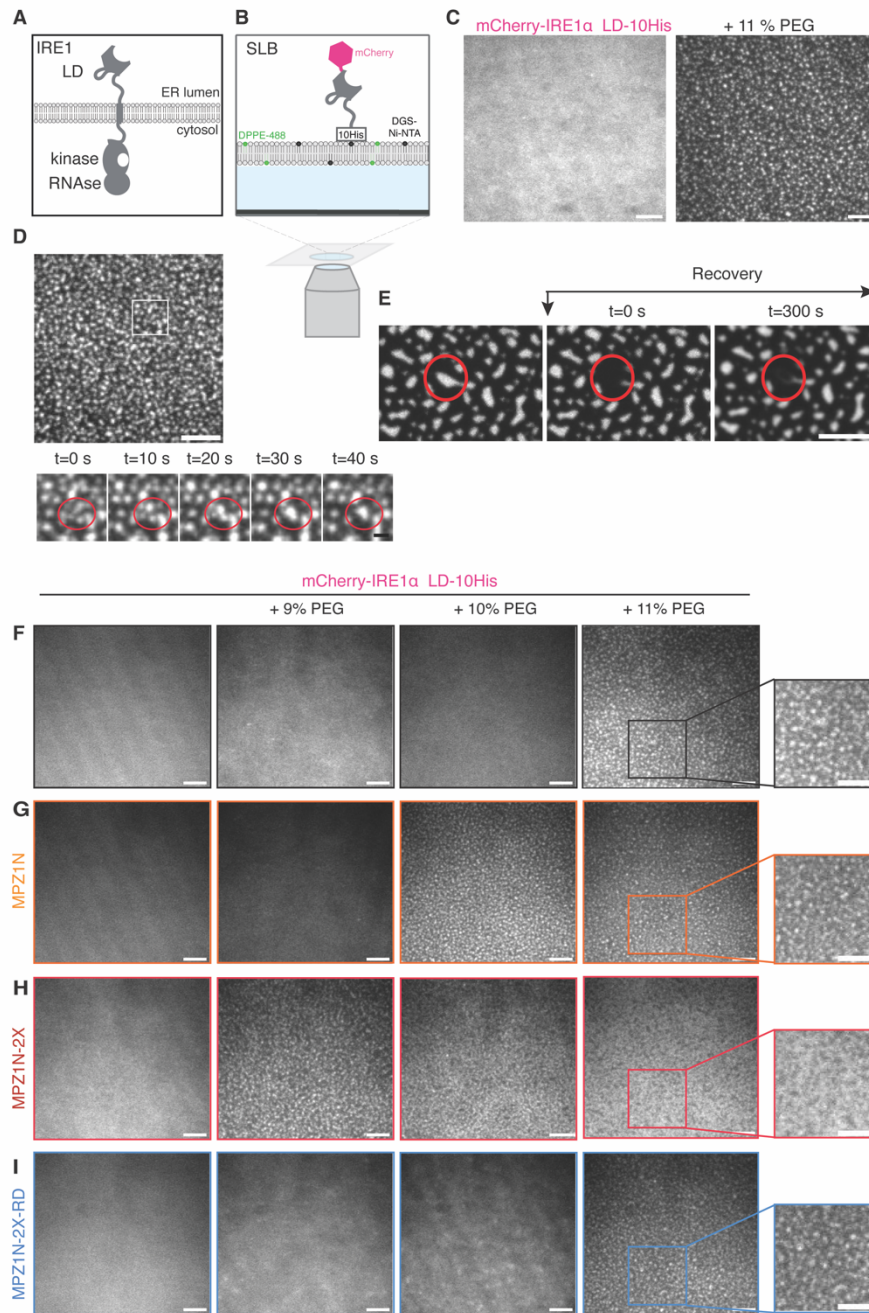 A
IRE1
LD
ER lumen
cytosol
kinase
RNAse
B
SLB
mCherry
DPPE-488
10His
DGS-
Ni-NTA
C
mCherry-IRE1α LD-10His
+ 11 % PEG
D
t=0 s
t=10 s
t=20 s
t=30 s
t=40 s
E
Recovery
t=0 s
t=300 s
mCherry-IRE1α LD-10His
+ 9% PEG
+ 10% PEG
+ 11% PEG
F
G
MPZ1N
H
MPZ1N-2X
I
MPZ1N-2X-RD